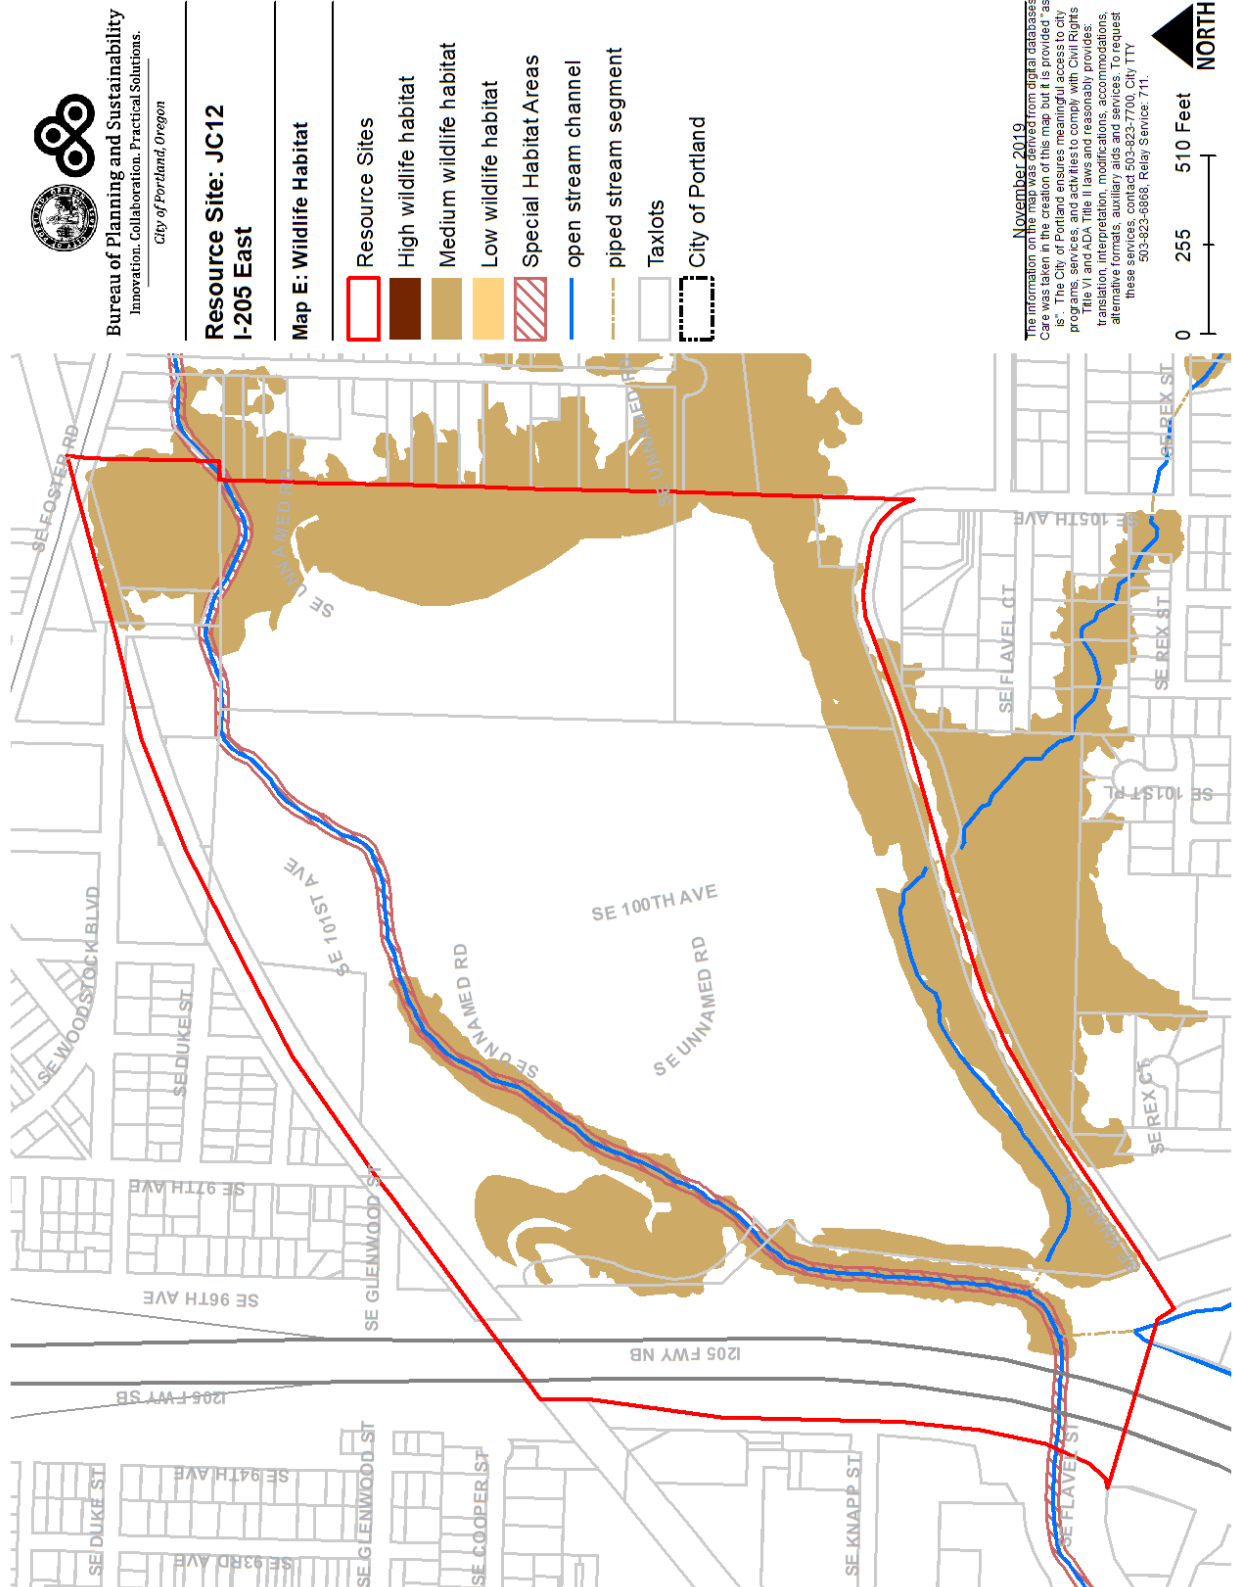 Bureau of Planning and Sustainability
Innovation. Collaboration. Practical Solutions.
City of Portland, Oregon
Resource Site: JC12
I-205 East
Map E: Wildlife Habitat
Resource Sites
High wildlife habitat
Medium wildlife habitat
Low wildlife habitat
Special Habitat Areas
open stream channel
piped stream segment
Taxlots
City of Portland
November 2019
The information on the map was derived from digital databases
Care was taken in the creation of this map but it is provided "as
is". The City of Portland ensures meaningful access to city
programs, services, and activities to comply with Civil Rights
Title VI and ADA Title II laws and reasonably provides:
translation, interpretation, modifications, accommodations,
alternative formats, auxiliary aids and services. To request
these services, contact 503-823-7700, City TTY
503-823-6868, Relay Service: 711.
0 255 510 Feet
NORTH
SE FOSTER RD
SE UNNAMED RD
SE UNNAMED RD
SE 105TH AVE
SE REX ST
SE FLAVEL CT
SE REX ST
SE 101ST PL
SE WOODSTOCK BLVD
SE DUKE ST
SE 101ST AVE
SE 100TH AVE
SE UNNAMED RD
SE UNNAMED RD
SE REX CT
SE 97TH AVE
SE GLENWOOD ST
SE 96TH AVE
I205 FWY NB
I205 FWY SB
SE DUKE ST
SE 94TH AVE
SE 93RD AVE
SE GLENWOOD ST
SE COOPER ST
SE KNAPP ST
SE FLAVEL ST